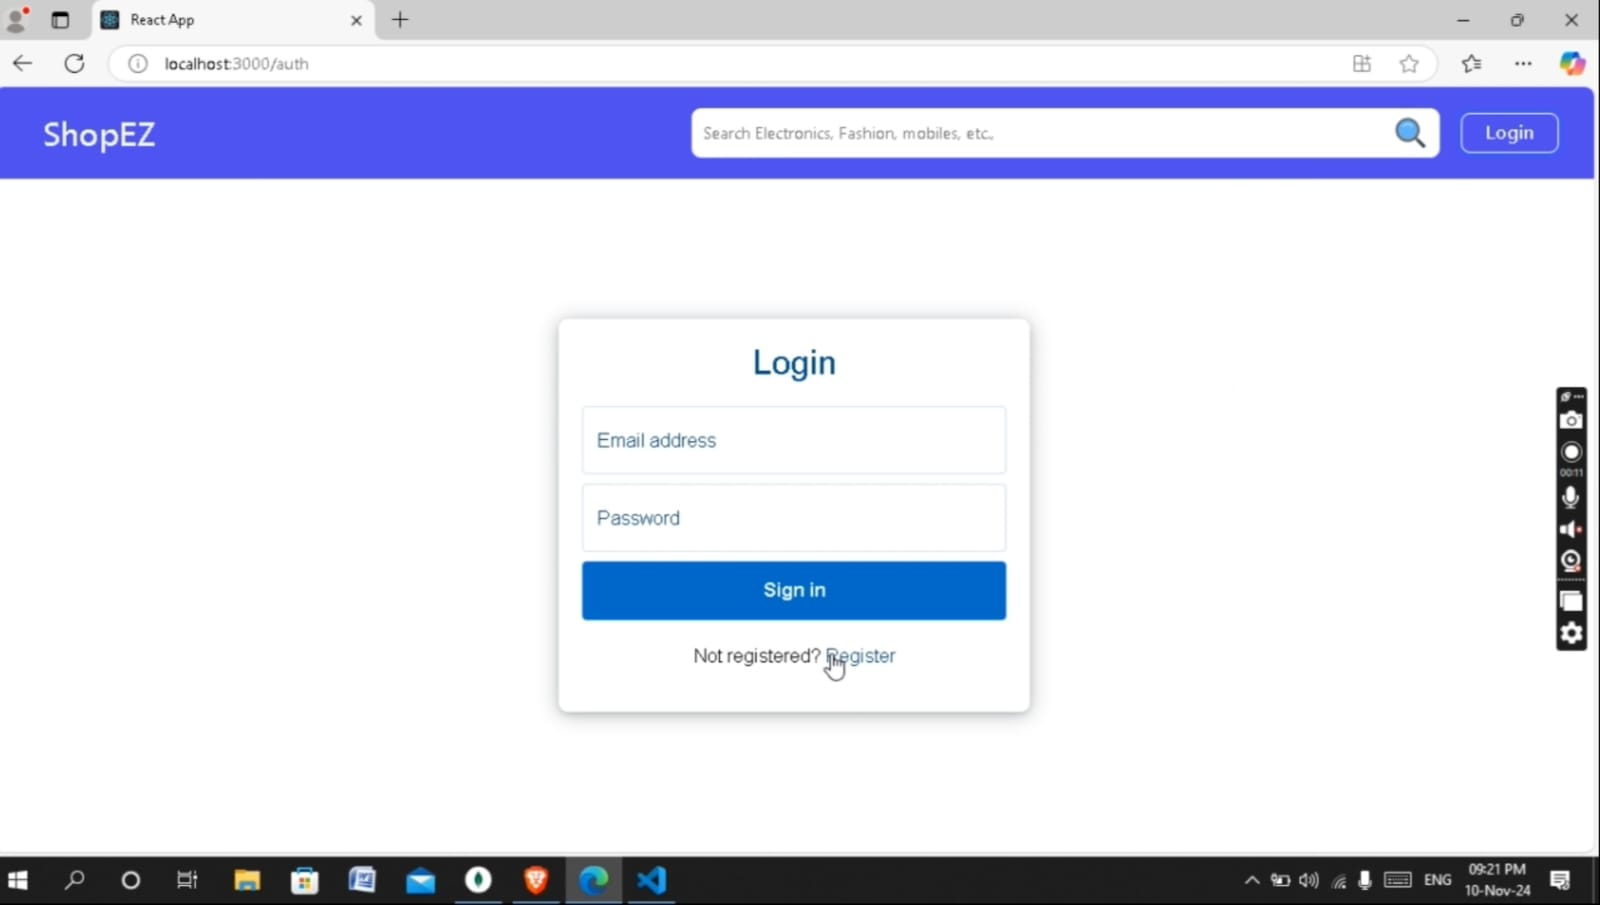 React App
localhost:3000/auth
ShopEZ
Search Electronics, Fashion, mobiles, etc.,
Login
Login
Email address
Password
Sign in
Not registered? Register
00:11
ENG
09:21 PM
10-Nov-24